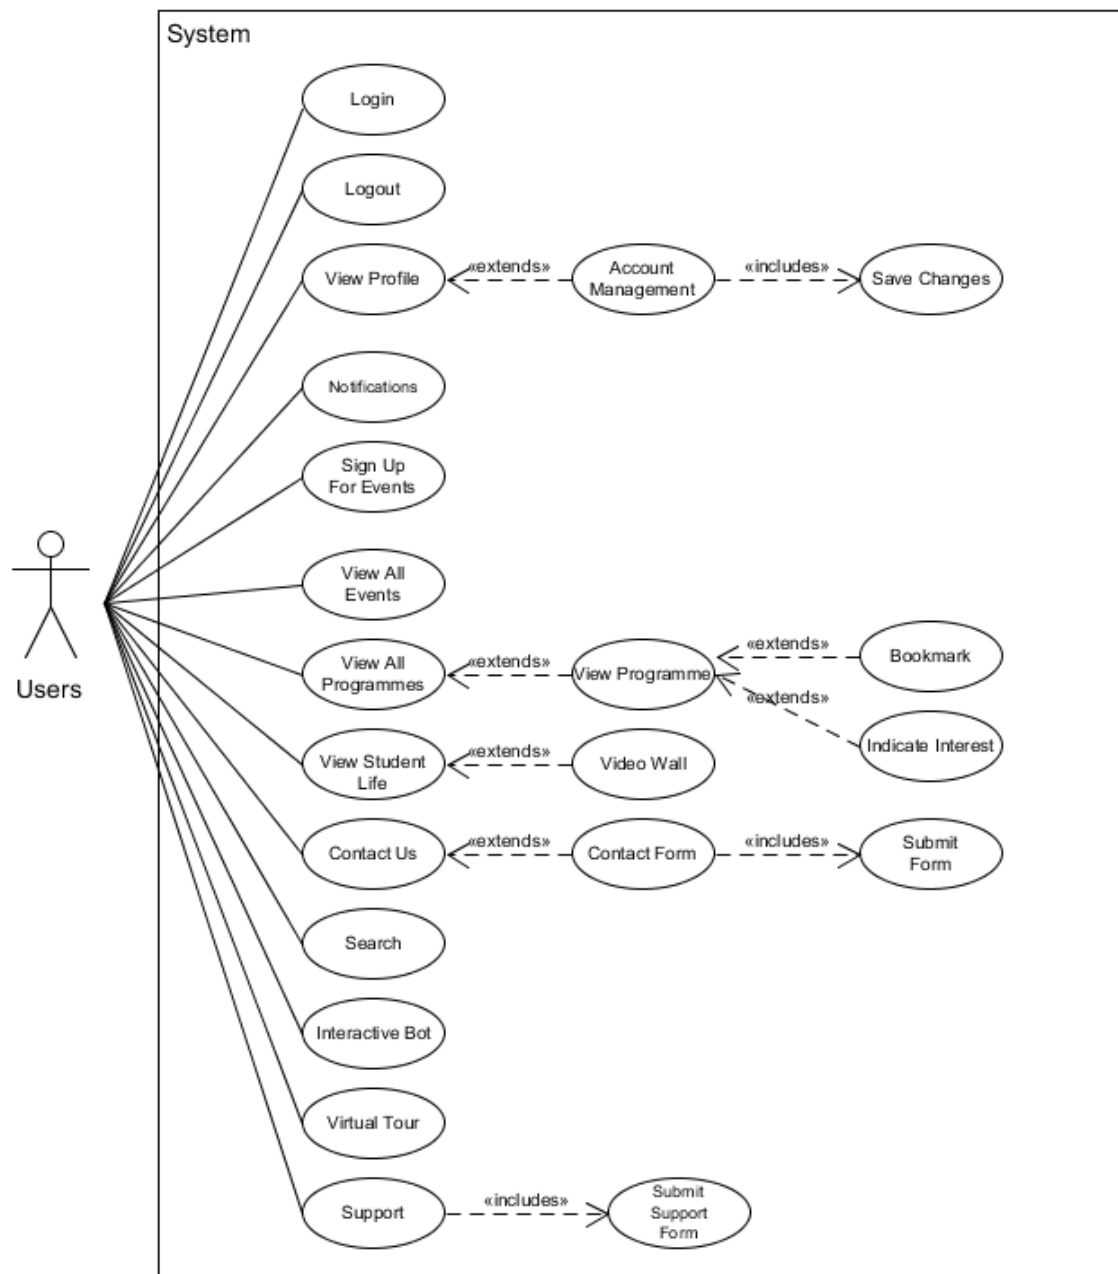 System
Login
Logout
View Profile
«extends»
Account
Management
«includes»
Save Changes
Notifications
Sign Up
For Events
View All
Events
Users
View All
Programmes
«extends»
View Programme
«extends»
Bookmark
«extends»
Indicate Interest
View Student
Life
«extends»
Video Wall
Contact Us
«extends»
Contact Form
«includes»
Submit
Form
Search
Interactive Bot
Virtual Tour
Support
«includes»
Submit
Support
Form